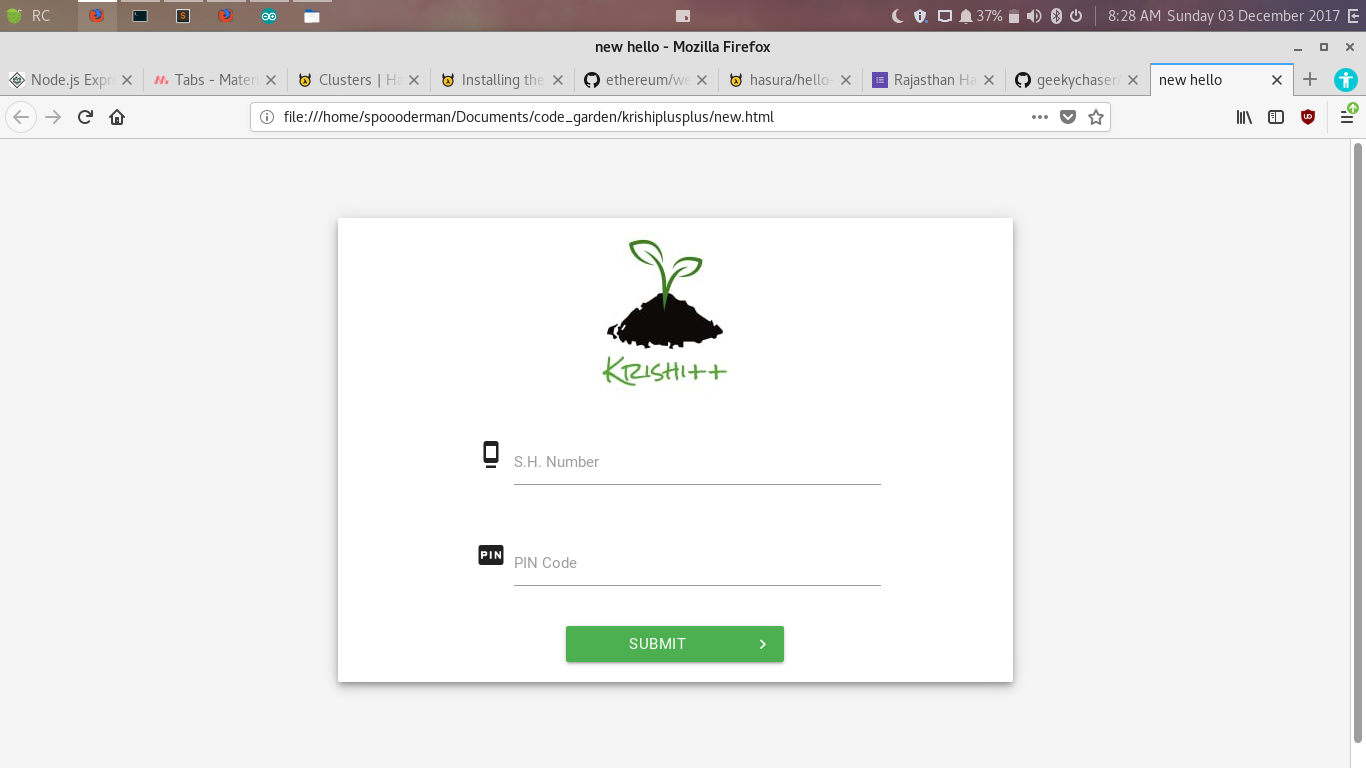 RC
37%
8:28 AM Sunday 03 December 2017
new hello - Mozilla Firefox
Node.js Expr
Tabs - Materi
Clusters | Ha
Installing the
ethereum/we
hasura/hello-
Rajasthan Ha
geekychaser/
new hello
file:///home/spoooderman/Documents/code_garden/krishiplusplus/new.html
KRISHI++
S.H. Number
PIN
PIN Code
SUBMIT